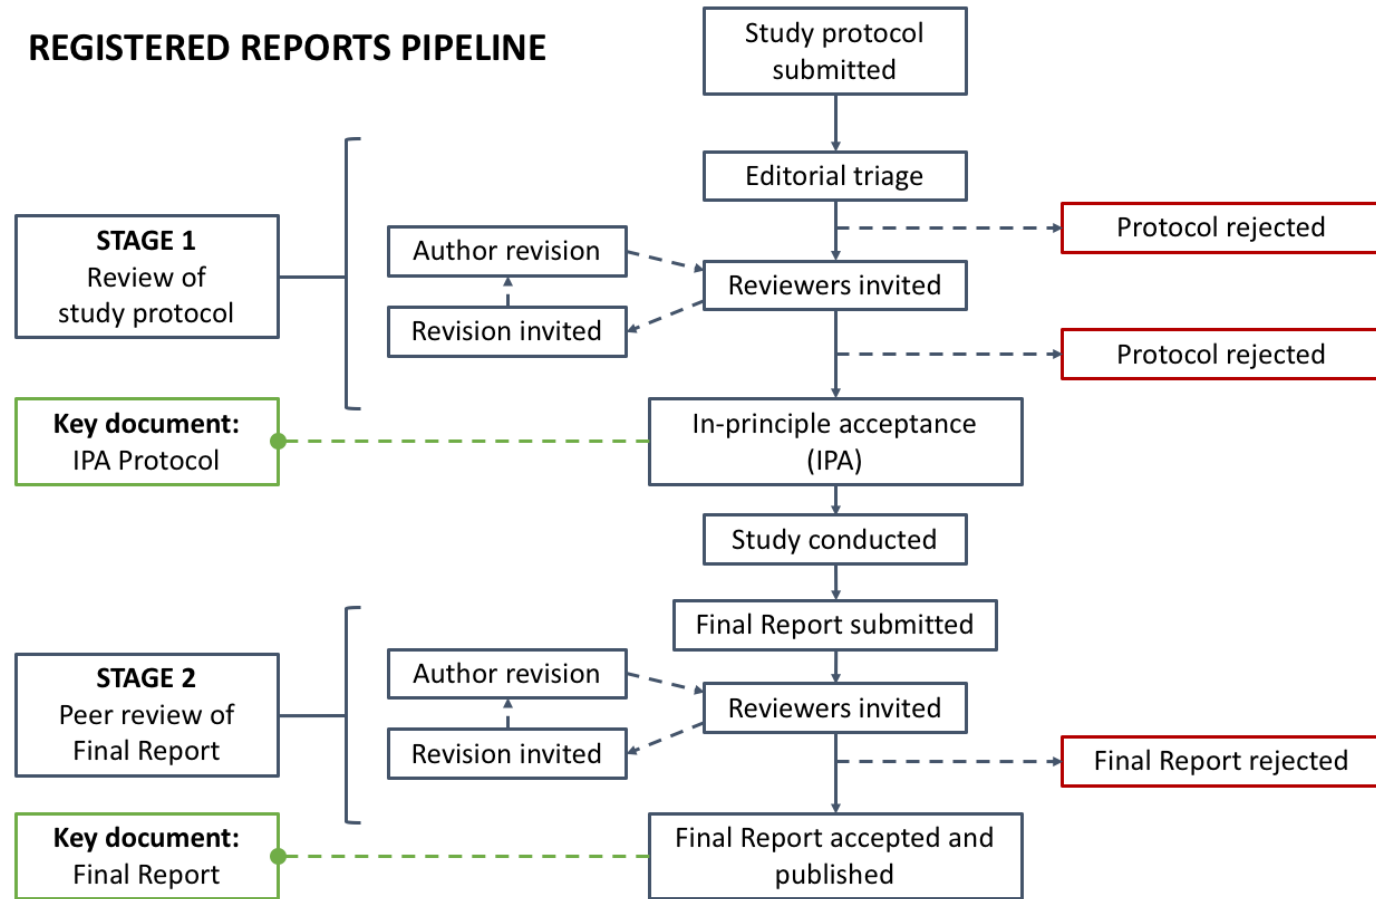 REGISTERED REPORTS PIPELINE
Study protocol
submitted
Editorial triage
Protocol rejected
STAGE 1
Review of
study protocol
Author revision
Reviewers invited
Revision invited
Protocol rejected
Key document:
IPA Protocol
In-principle acceptance
(IPA)
Study conducted
Final Report submitted
STAGE 2
Peer review of
Final Report
Author revision
Reviewers invited
Revision invited
Final Report rejected
Key document:
Final Report
Final Report accepted and
published